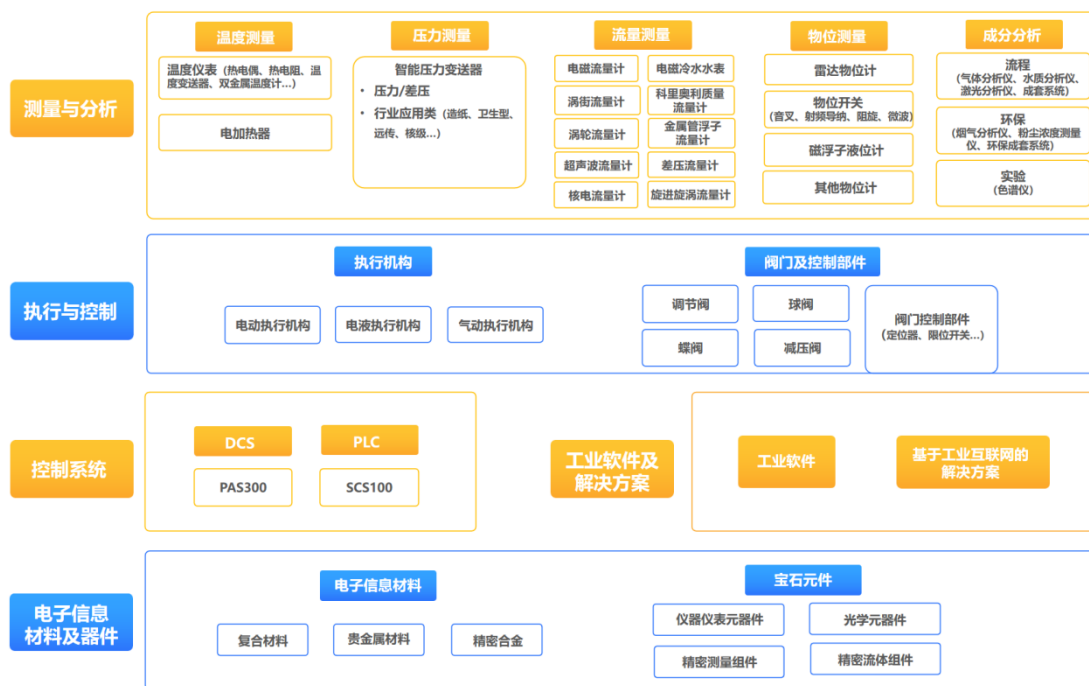 测量与分析
温度测量
温度仪表（热电偶、热电阻、温
度变送器、双金属温度计...）
电加热器
压力测量
智能压力变送器
• 压力/差压
• 行业应用类（造纸、卫生型、
远传、核级...）
流量测量
电磁流量计
电磁冷水水表
涡街流量计
科里奥利质量
流量计
涡轮流量计
金属管浮子
流量计
超声波流量计
差压流量计
核电流量计
旋进旋涡流量计
物位测量
雷达物位计
物位开关
（音叉、射频导纳、阻旋、微波）
磁浮子液位计
其他物位计
成分分析
流程
（气体分析仪、水质分析仪、
激光分析仪、成套系统）
环保
（烟气分析仪、粉尘浓度测量
仪、环保成套系统）
实验
（色谱仪）
执行与控制
执行机构
电动执行机构
电液执行机构
气动执行机构
阀门及控制部件
调节阀
球阀
蝶阀
减压阀
阀门控制部件
（定位器、限位开关...）
控制系统
DCS
PLC
PAS300
SCS100
工业软件及
解决方案
工业软件
基于工业互联网的
解决方案
电子信息
材料及器件
电子信息材料
复合材料
贵金属材料
精密合金
宝石元件
仪器仪表元器件
光学元器件
精密测量组件
精密流体组件